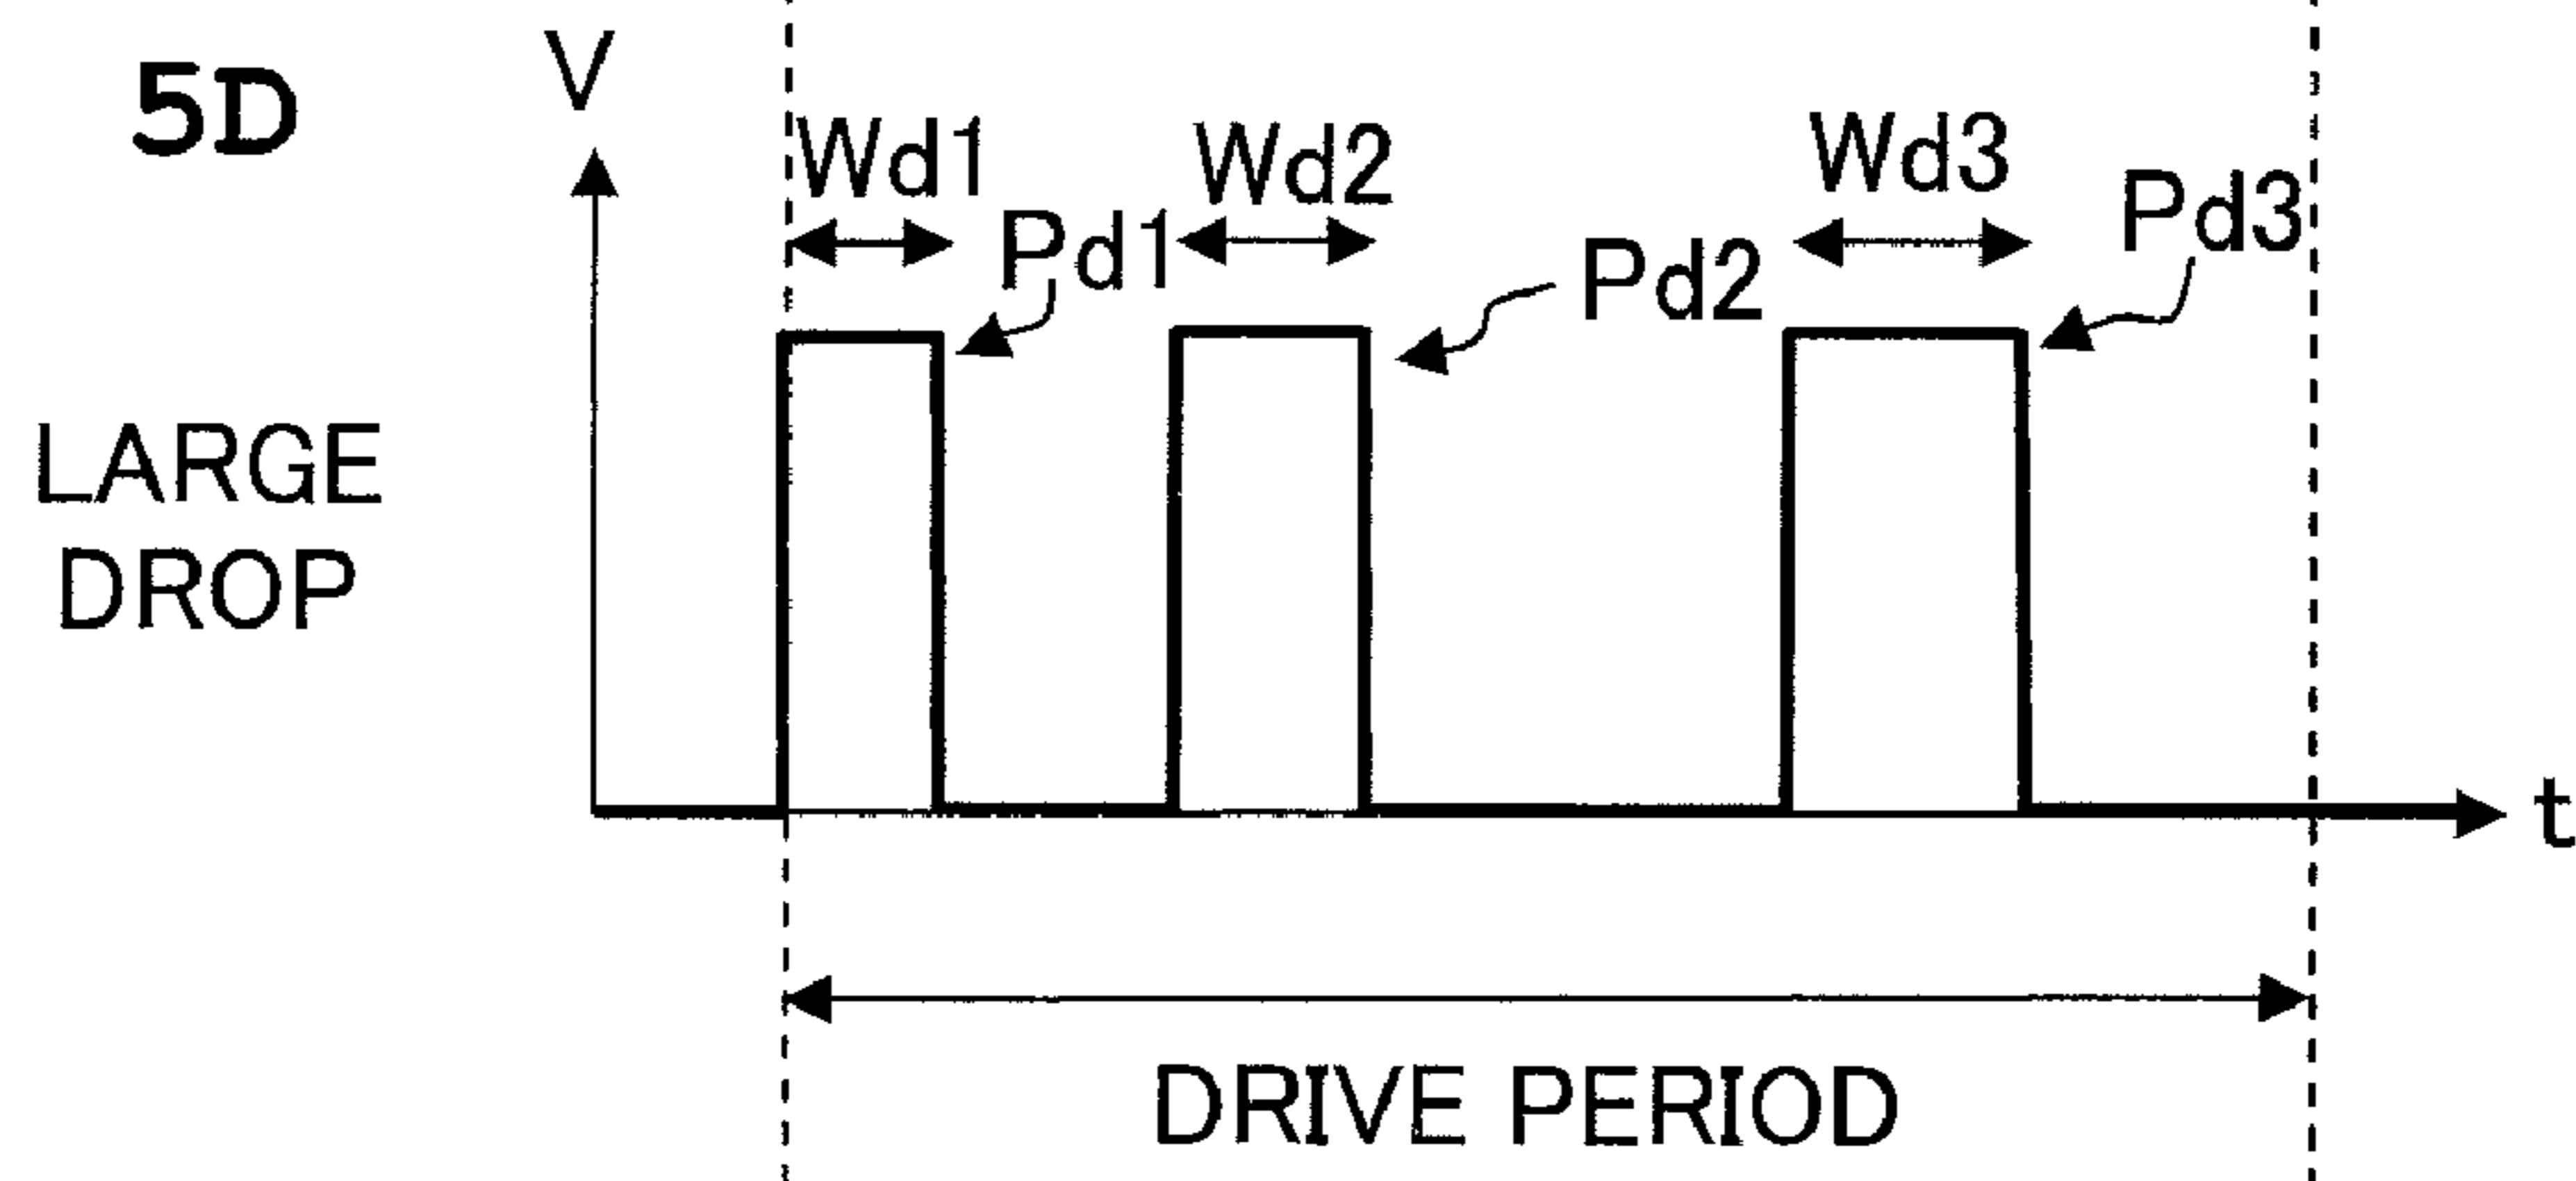 5D
V
Wd1
Wd2
Wd3
Pd1
Pd2
Pd3
LARGE
DROP
t
DRIVE PERIOD